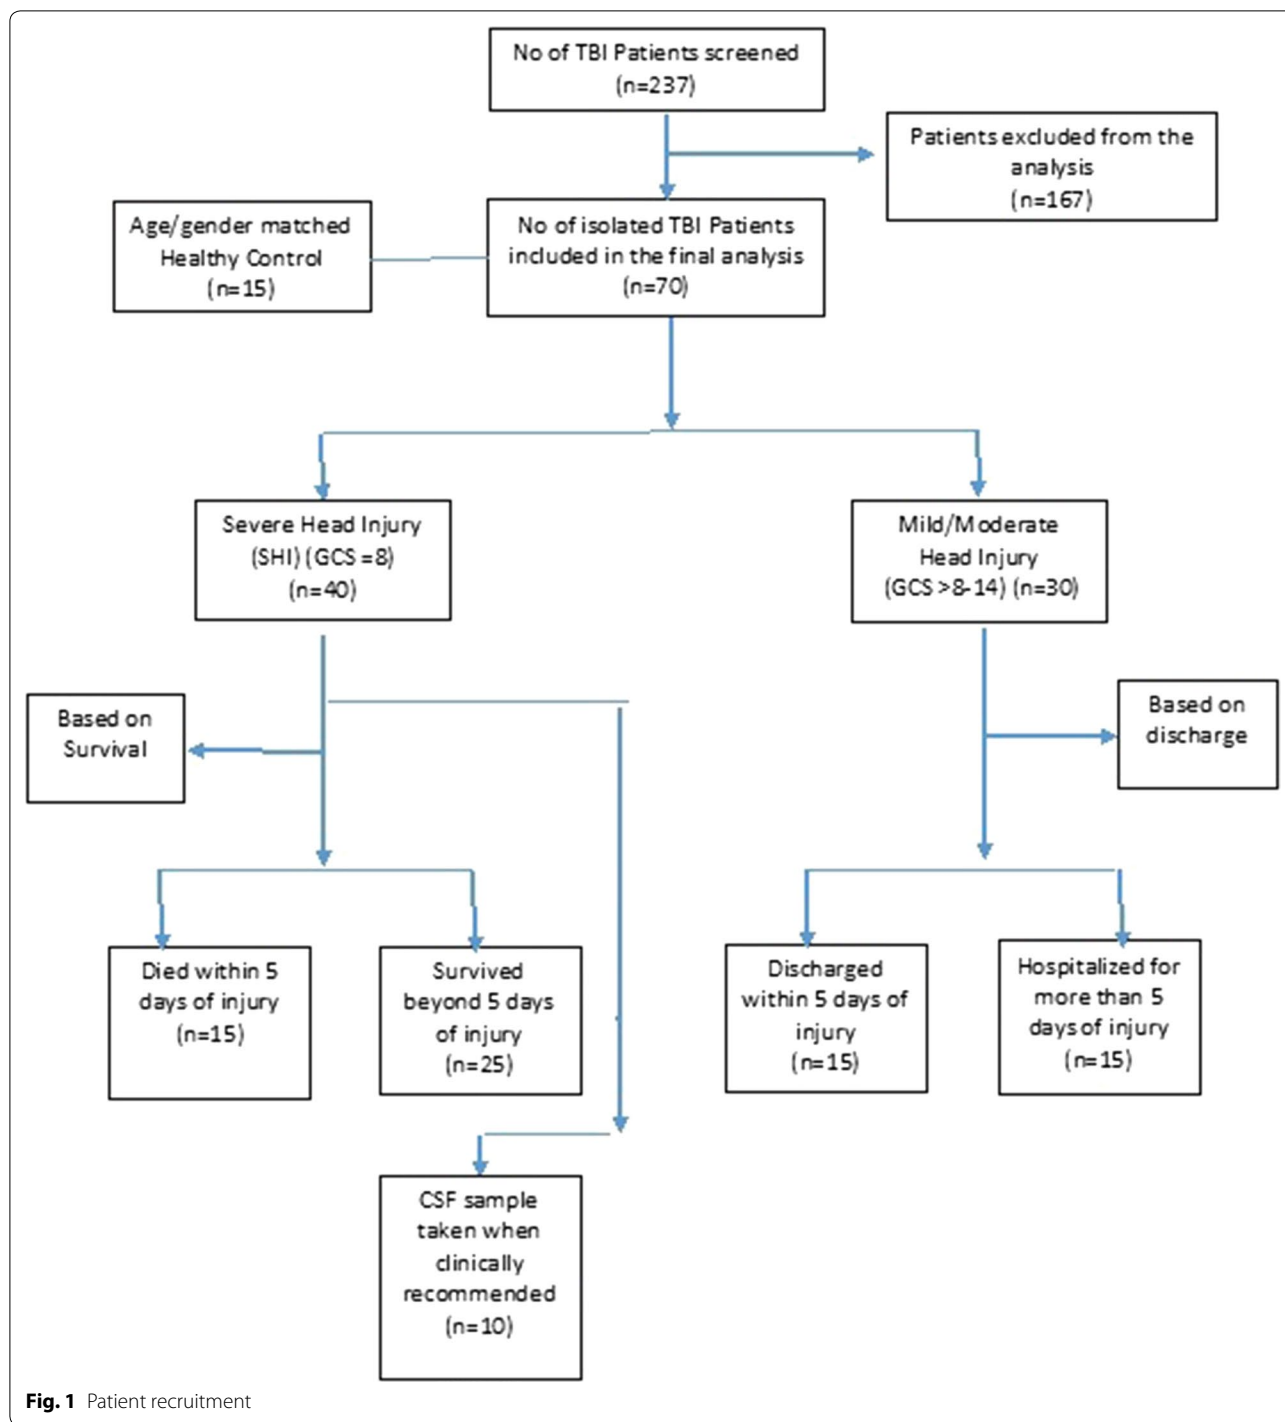 No of TBI Patients screened
(n=237)
Patients excluded from the
analysis
(n=167)
Age/gender matched
Healthy Control
(n=15)
No of isolated TBI Patients
included in the final analysis
(n=70)
Severe Head Injury
(SHI) (GCS =8)
(n=40)
Mild/Moderate
Head Injury
(GCS >8-14) (n=30)
Based on
Survival
Based on
discharge
Died within 5
days of injury
(n=15)
Survived
beyond 5 days
of injury
(n=25)
Discharged
within 5 days of
injury
(n=15)
Hospitalized for
more than 5
days of injury
(n=15)
CSF sample
taken when
clinically
recommended
(n=10)
Fig. 1 Patient recruitment